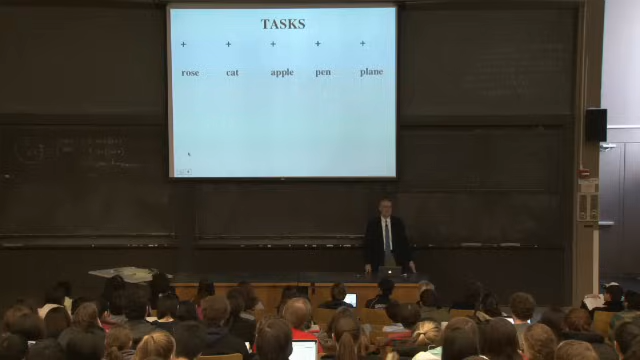 TASKS
+ + + + +
rose cat apple pen plane